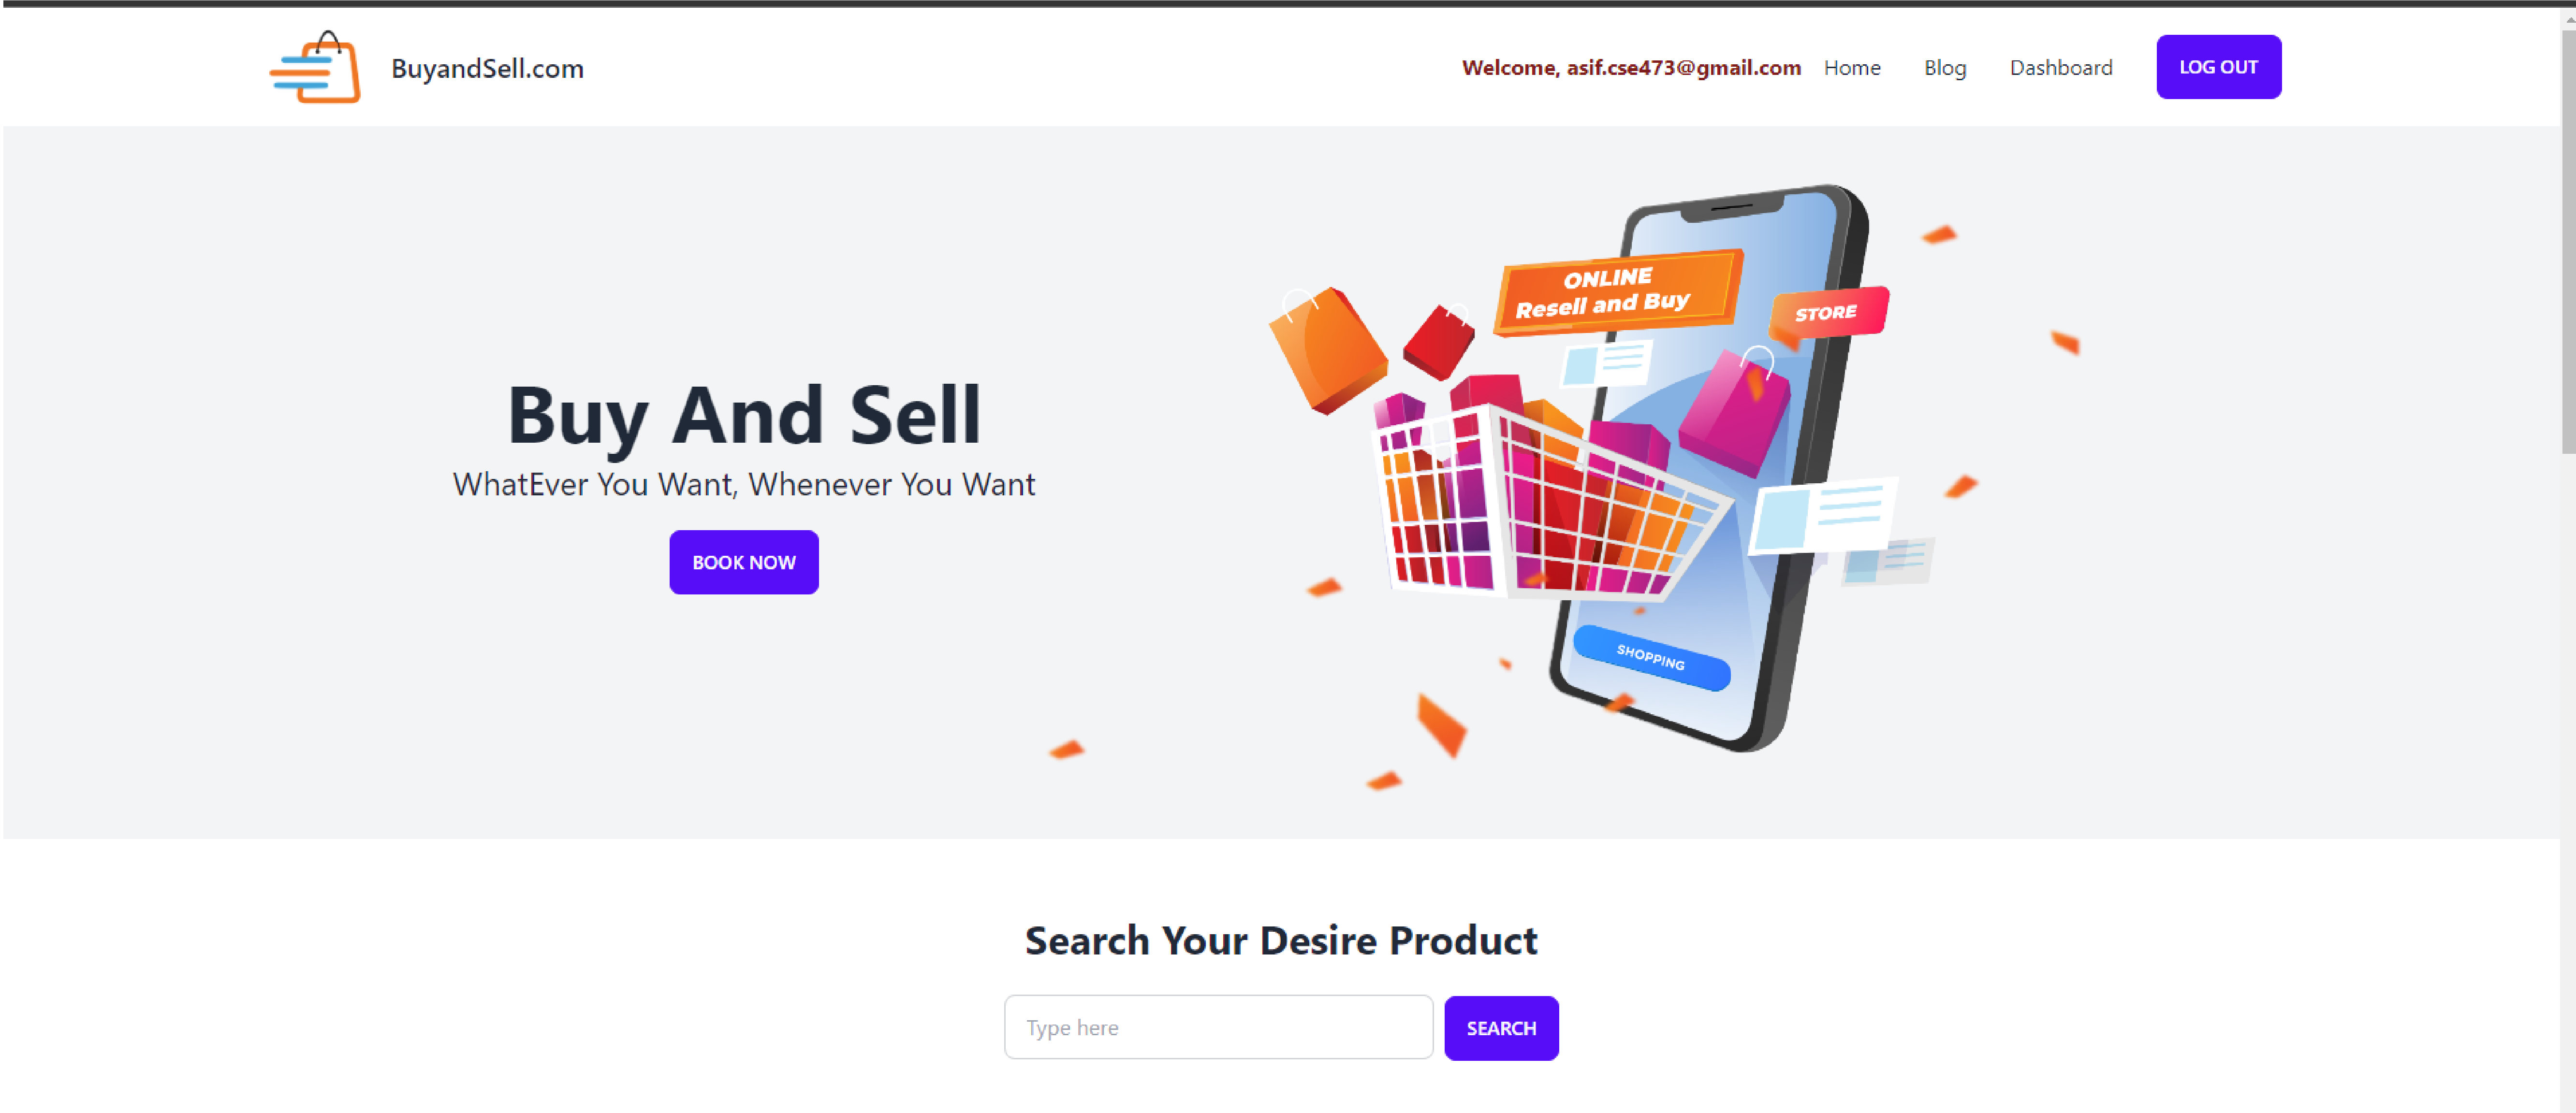 BuyandSell.com
Welcome, asif.cse473@gmail.com Home Blog Dashboard LOG OUT
Buy And Sell
WhatEver You Want, Whenever You Want
BOOK NOW
ONLINE
Resell and Buy
STORE
SHOPPING
Search Your Desire Product
Type here SEARCH